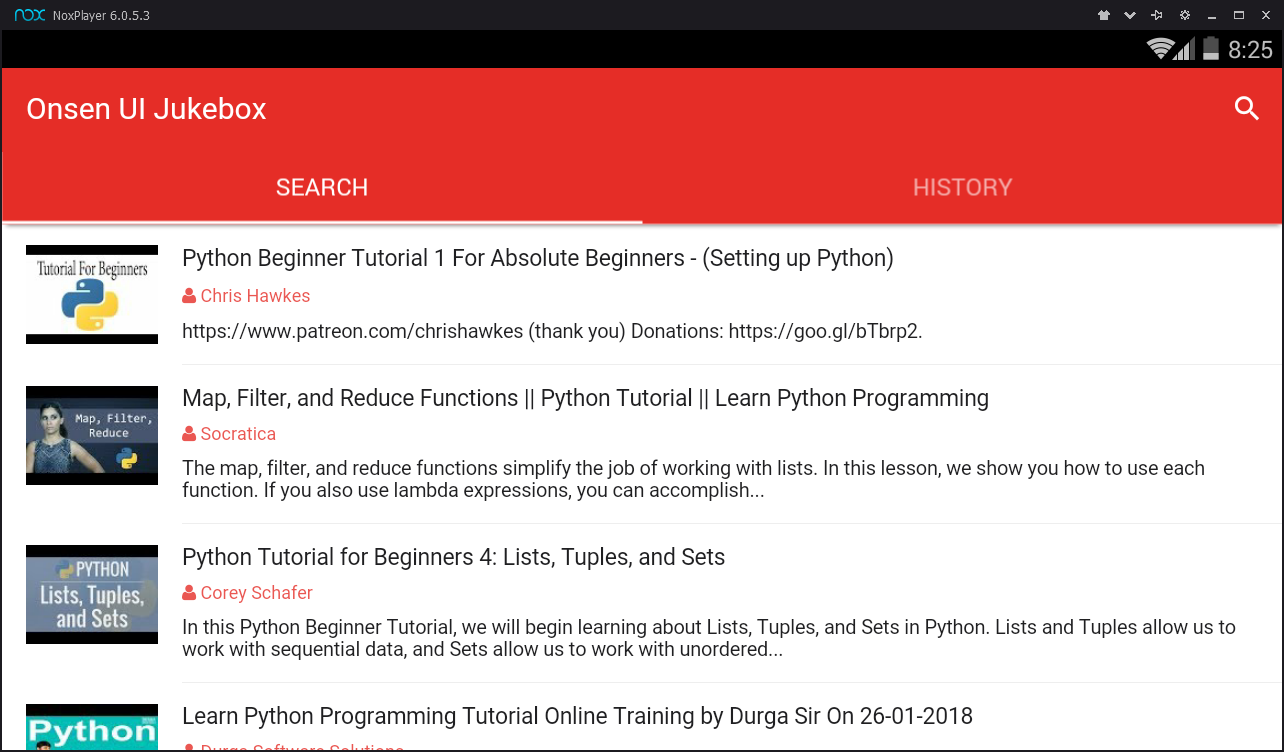 nox NoxPlayer 6.0.5.3
8:25
Onsen UI Jukebox
SEARCH
HISTORY
Tutorial For Beginners
Python Beginner Tutorial 1 For Absolute Beginners - (Setting up Python)
Chris Hawkes
https://www.patreon.com/chrishawkes (thank you) Donations: https://goo.gl/bTbrp2.
Map, Filter,
Reduce
Map, Filter, and Reduce Functions || Python Tutorial || Learn Python Programming
Socratica
The map, filter, and reduce functions simplify the job of working with lists. In this lesson, we show you how to use each
function. If you also use lambda expressions, you can accomplish...
PYTHON
Lists, Tuples,
and Sets
Python Tutorial for Beginners 4: Lists, Tuples, and Sets
Corey Schafer
In this Python Beginner Tutorial, we will begin learning about Lists, Tuples, and Sets in Python. Lists and Tuples allow us to
work with sequential data, and Sets allow us to work with unordered...
Python
Learn Python Programming Tutorial Online Training by Durga Sir On 26-01-2018
Durga Software Solutions